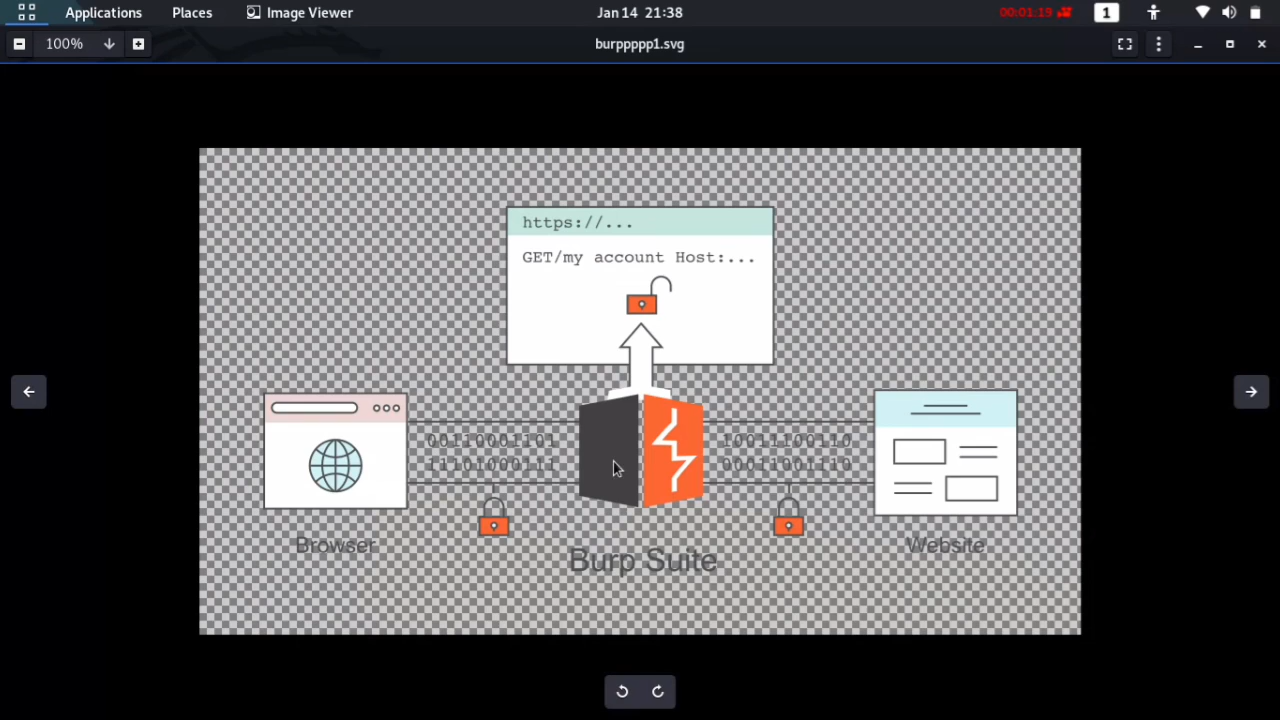 Applications Places Image Viewer Jan 14 21:38 00:01:19 1
100% burppppp1.svg
https://...
GET/my account Host:...
00110001101 10011100110
11101000111 00011001110
Browser Burp Suite Website